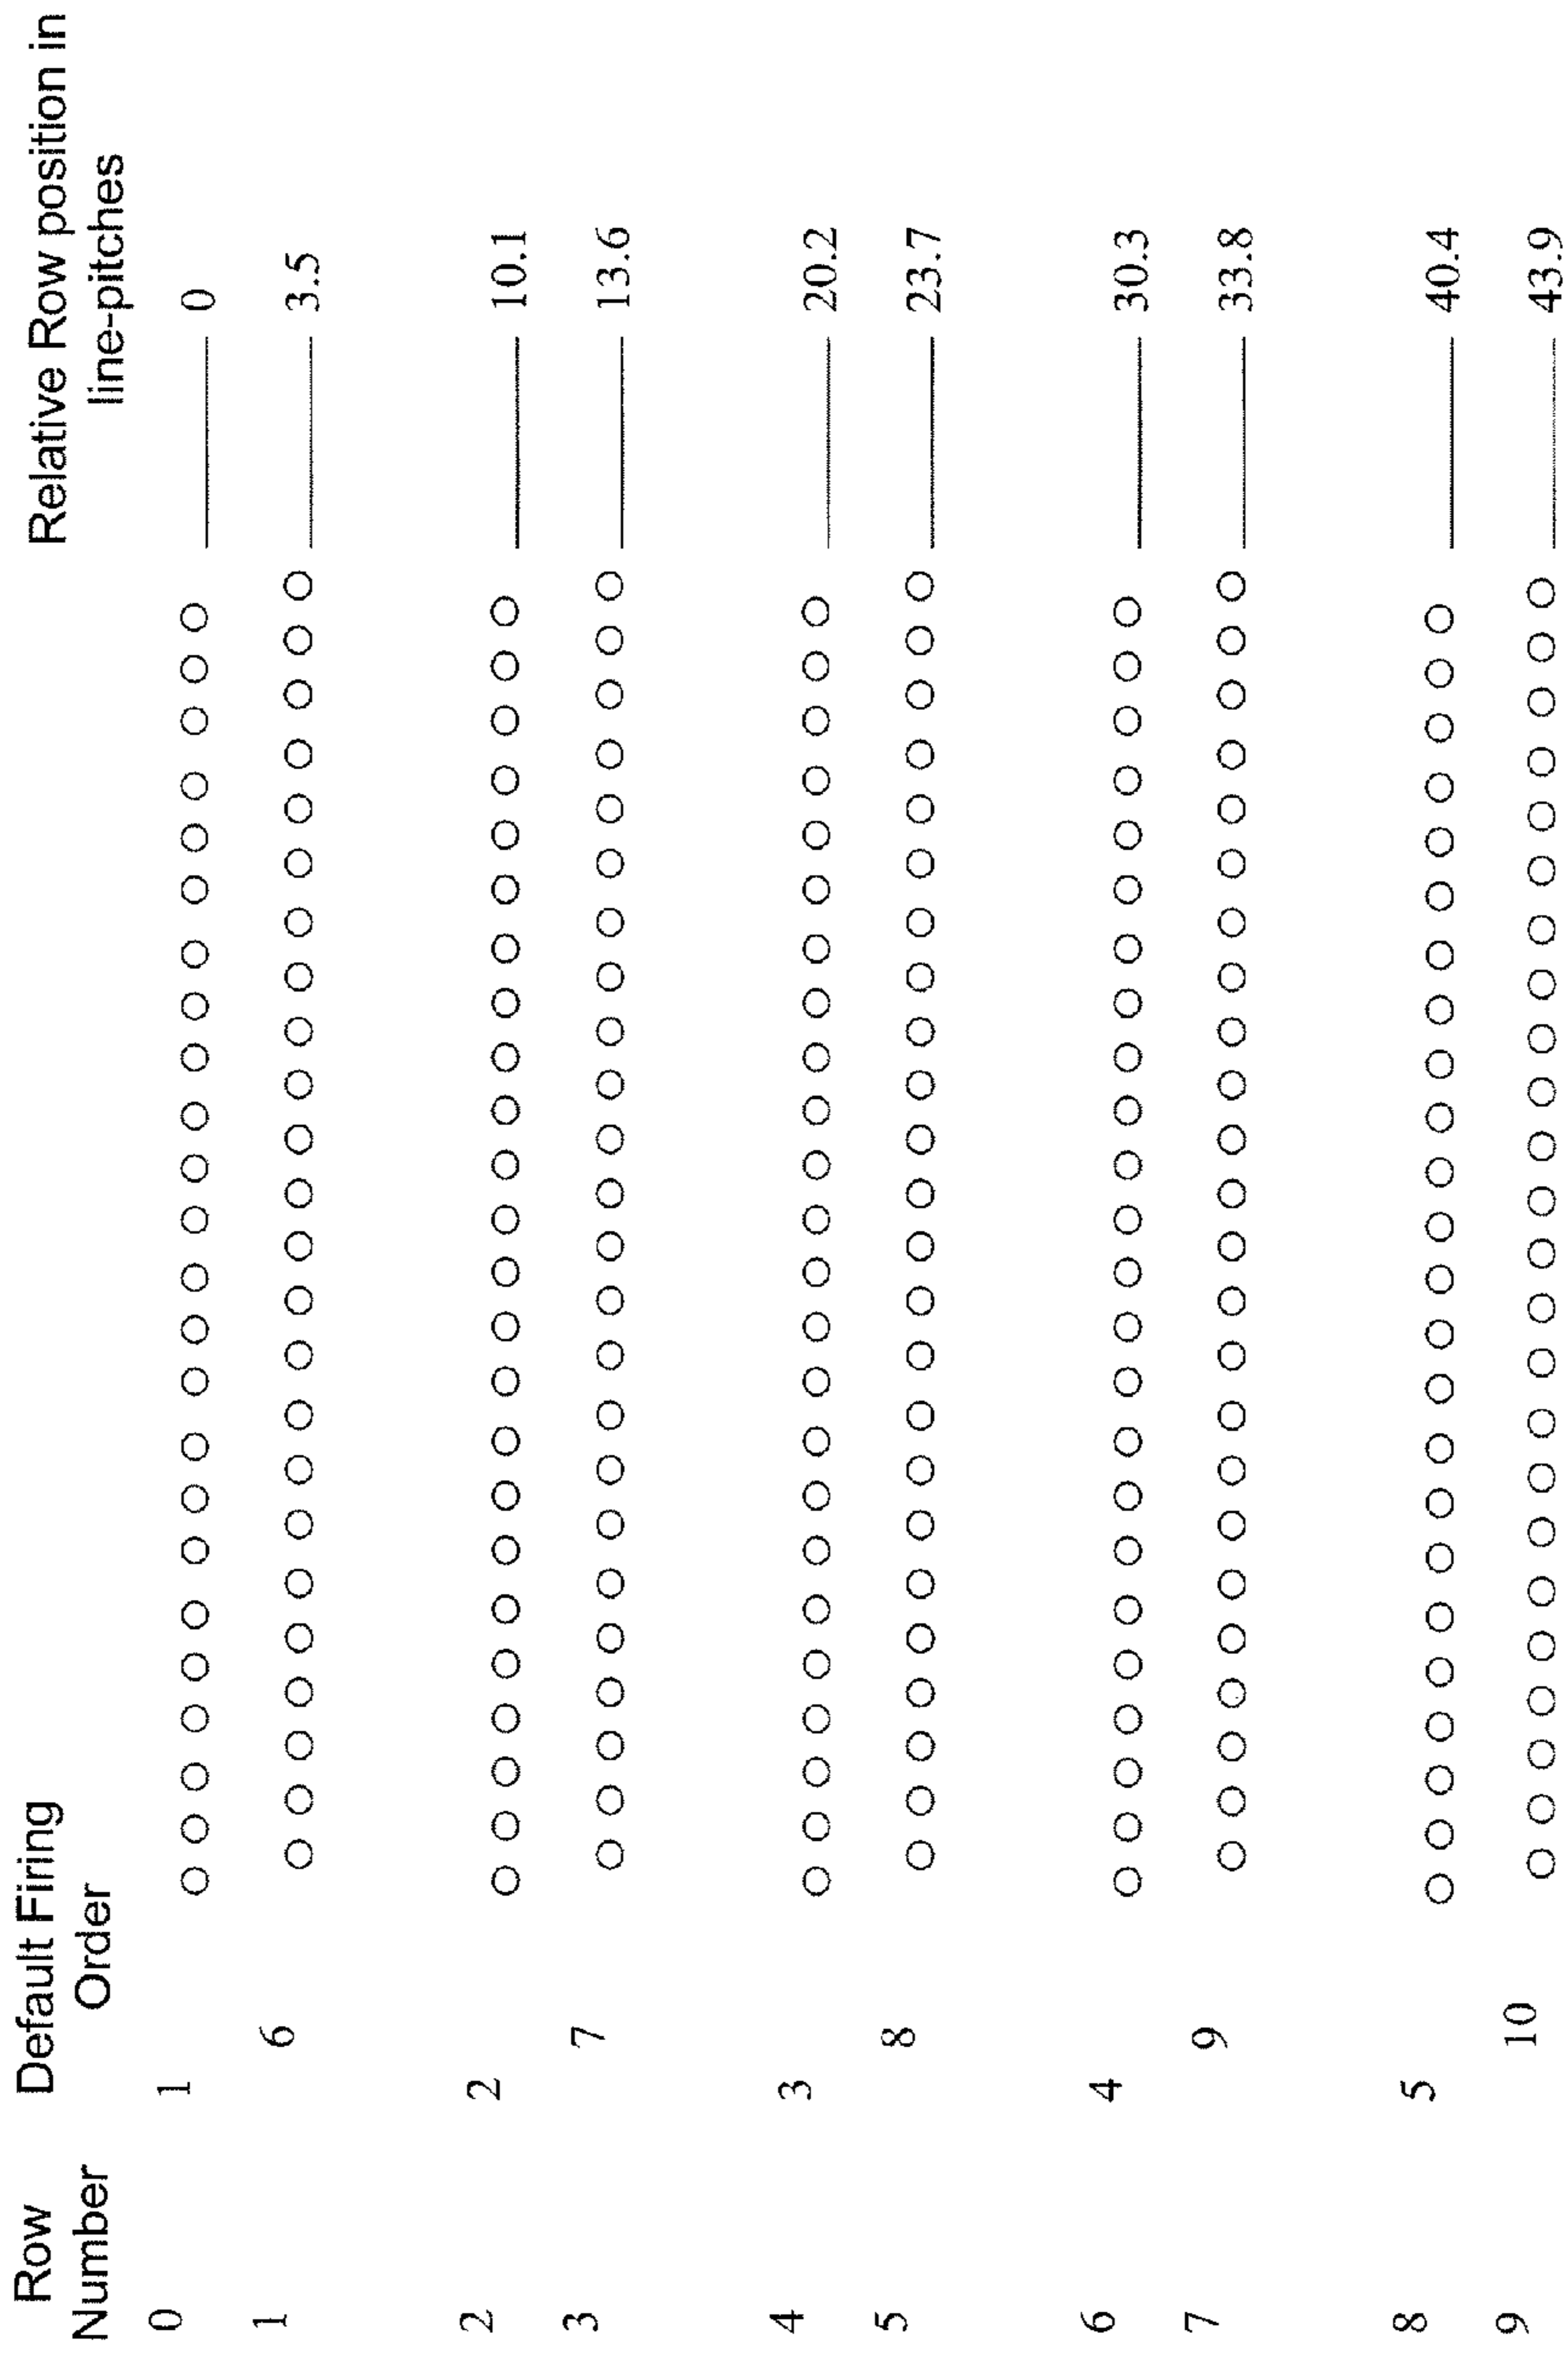 Row Number
Default Firing Order
Relative Row position in line-pitches
0 1 0
1 6 3.5
2 2 10.1
3 7 13.6
4 3 20.2
5 8 23.7
6 4 30.3
7 9 33.8
8 5 40.4
9 10 43.9